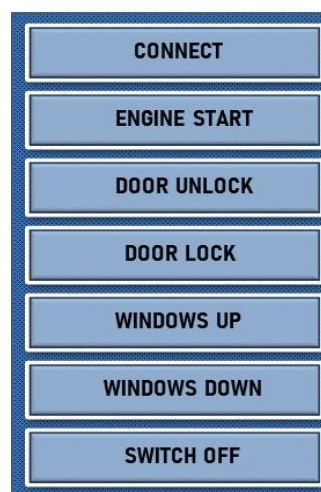 CONNECT
ENGINE START
DOOR UNLOCK
DOOR LOCK
WINDOWS UP
WINDOWS DOWN
SWITCH OFF